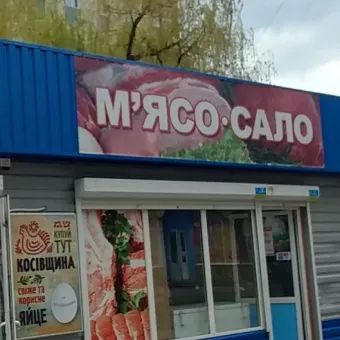 М'ЯСО·САЛО
КУПУЙ
ТУТ
КОСІВЩИНА
СВІЖЕ ТА
КОРИСНЕ
ЯЙЦЕ